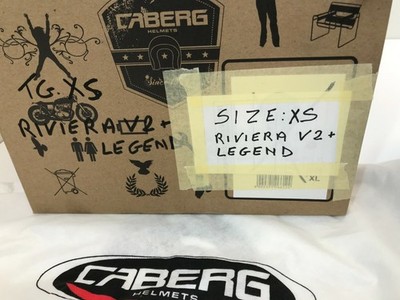 CABERG
HELMETS
TG. XS
RIVIERA V2 +
LEGEND
SIZE: XS
RIVIERA V2 +
LEGEND
XL
CABERG
HELMETS